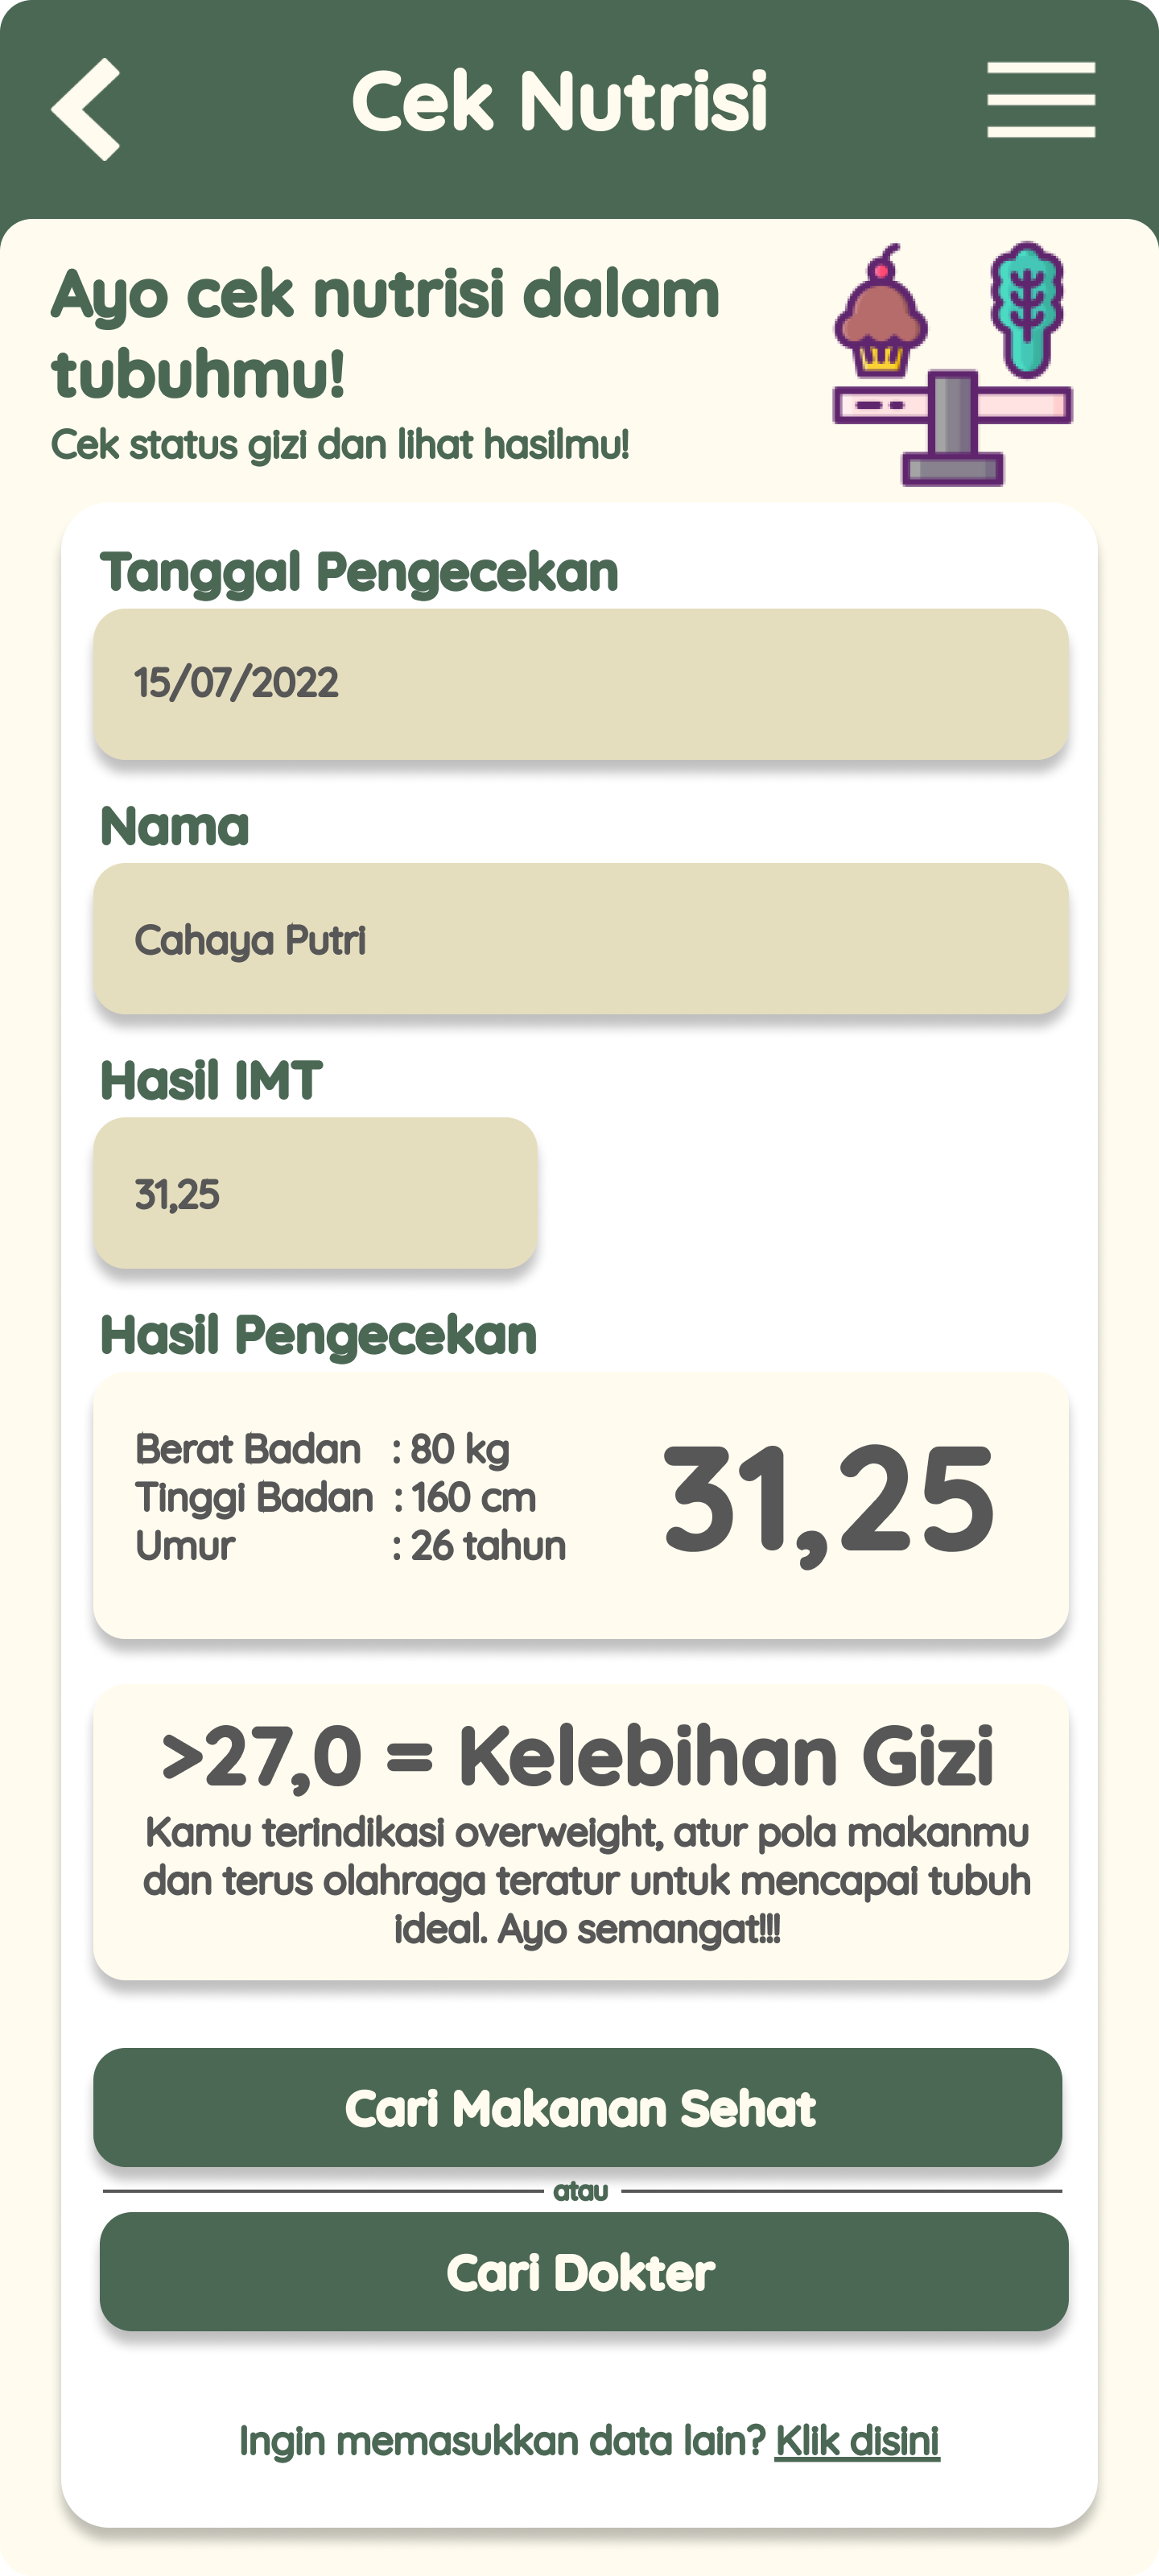 Cek Nutrisi
Ayo cek nutrisi dalam
tubuhmu!
Cek status gizi dan lihat hasilmu!
Tanggal Pengecekan
15/07/2022
Nama
Cahaya Putri
Hasil IMT
31,25
Hasil Pengecekan
Berat Badan : 80 kg
Tinggi Badan : 160 cm
Umur : 26 tahun
31,25
>27,0 = Kelebihan Gizi
Kamu terindikasi overweight, atur pola makanmu
dan terus olahraga teratur untuk mencapai tubuh
ideal. Ayo semangat!!!
Cari Makanan Sehat
atau
Cari Dokter
Ingin memasukkan data lain? Klik disini